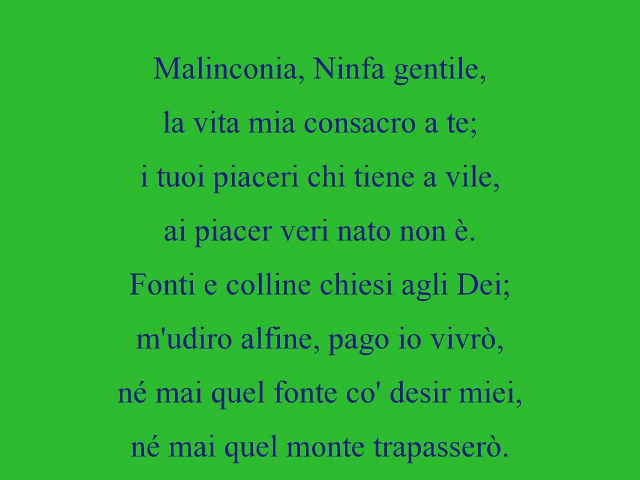 Malinconia, Ninfa gentile,
la vita mia consacro a te;
i tuoi piaceri chi tiene a vile,
ai piacer veri nato non è.
Fonti e colline chiesi agli Dei;
m'udiro alfine, pago io vivrò,
né mai quel fonte co' desir miei,
né mai quel monte trapasserò.